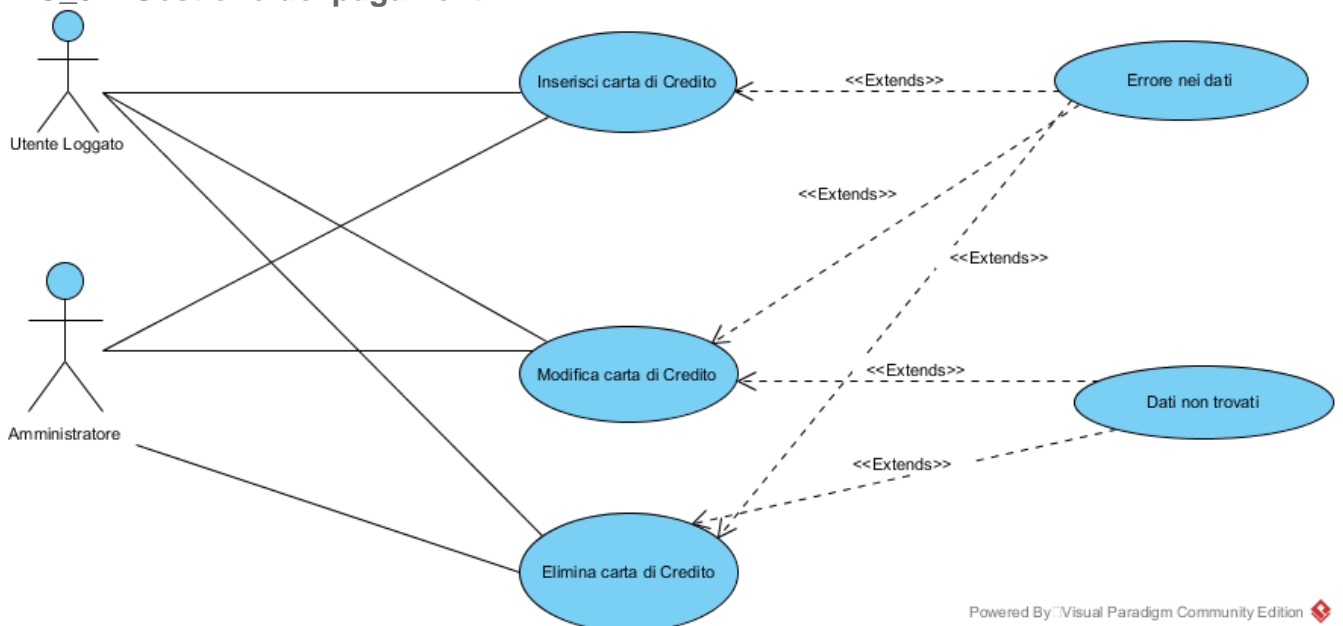 Inserisci carta di Credito
<<Extends>>
Errore nei dati
Utente Loggato
<<Extends>>
<<Extends>>
Modifica carta di Credito
<<Extends>>
Dati non trovati
Amministratore
<<Extends>>
Elimina carta di Credito
Powered By Visual Paradigm Community Edition